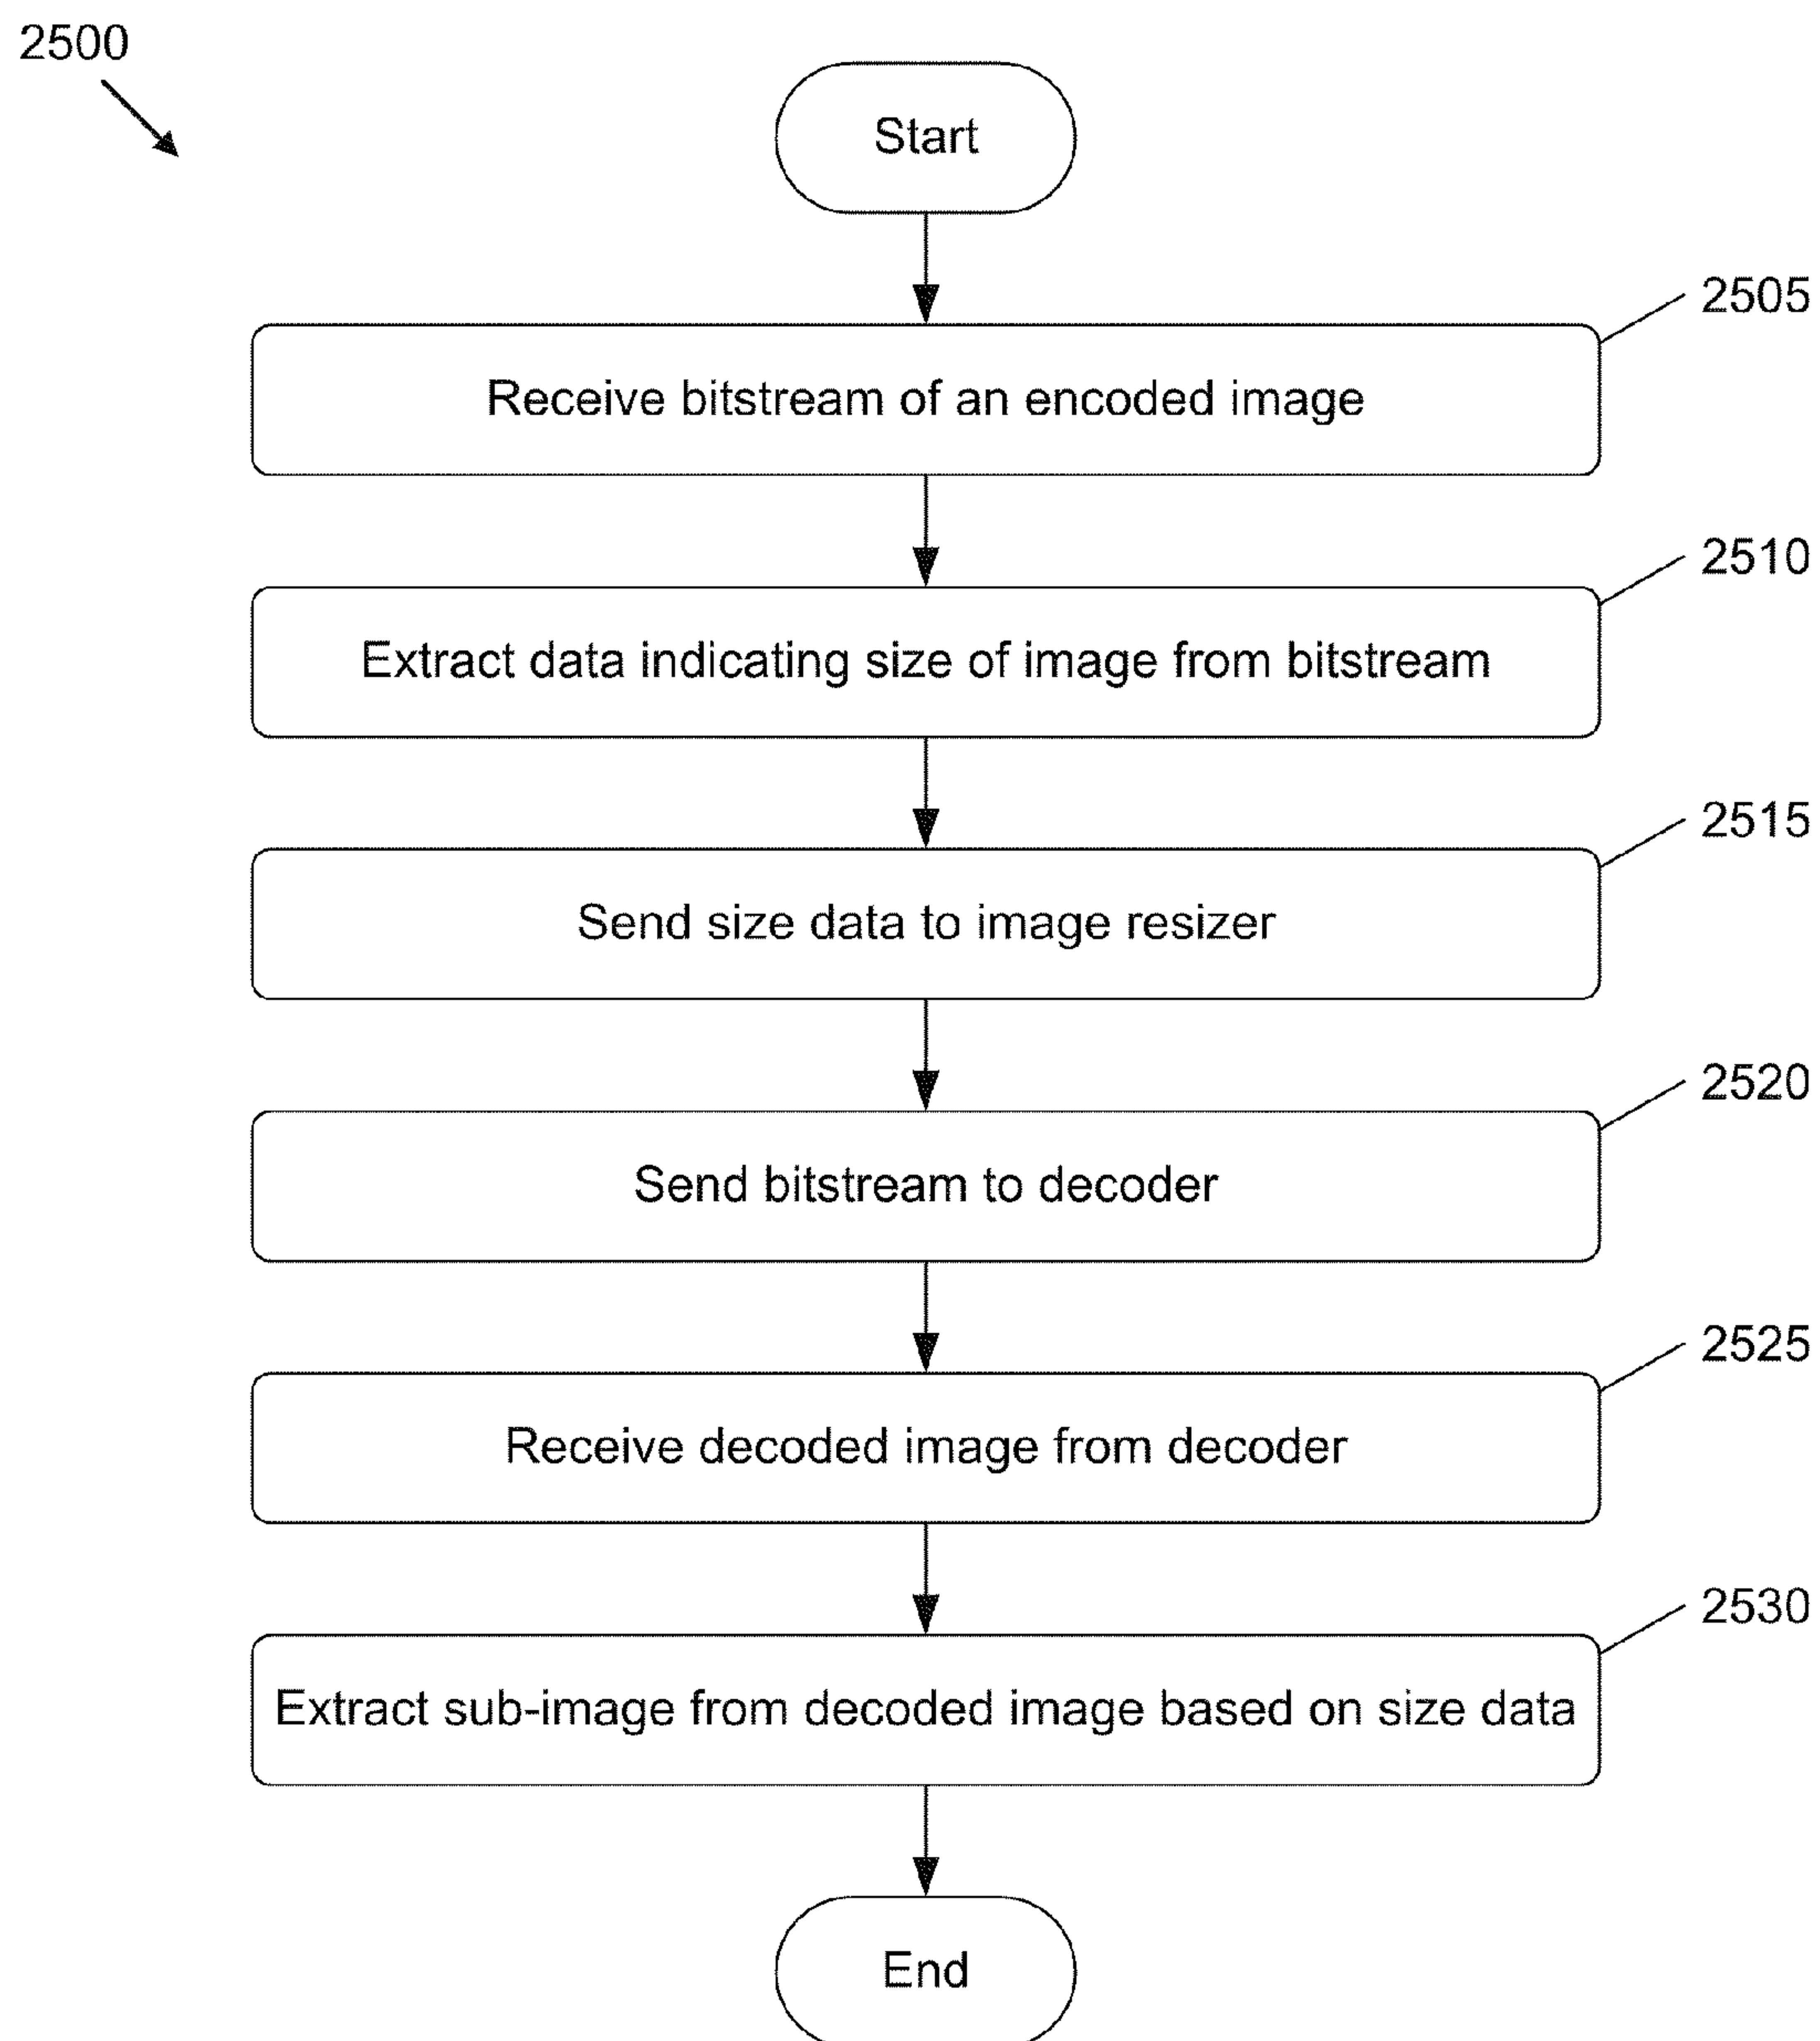 2500
Start
2505
Receive bitstream of an encoded image
2510
Extract data indicating size of image from bitstream
2515
Send size data to image resizer
2520
Send bitstream to decoder
2525
Receive decoded image from decoder
2530
Extract sub-image from decoded image based on size data
End